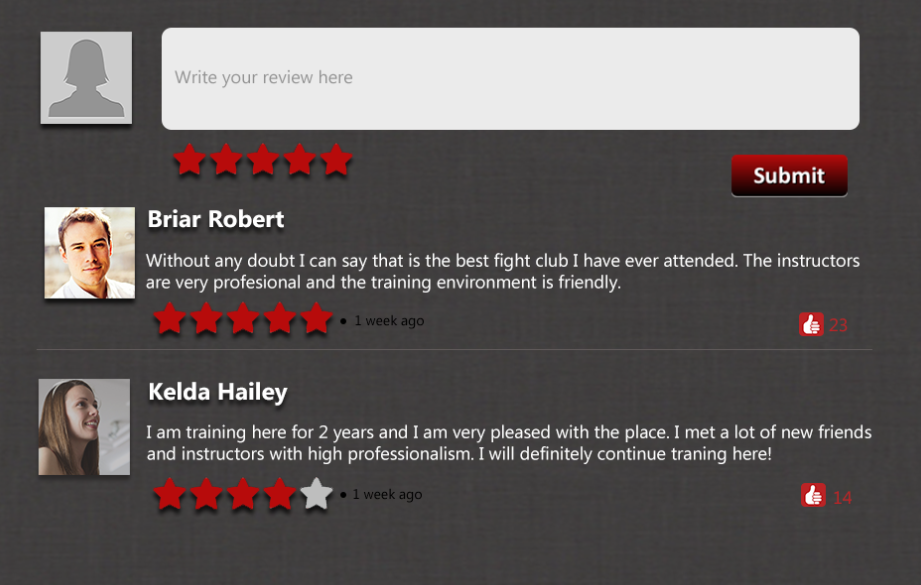 Write your review here
Submit
Briar Robert
Without any doubt I can say that is the best fight club I have ever attended. The instructors
are very profesional and the training environment is friendly.
• 1 week ago
23
Kelda Hailey
I am training here for 2 years and I am very pleased with the place. I met a lot of new friends
and instructors with high professionalism. I will definitely continue traning here!
• 1 week ago
14